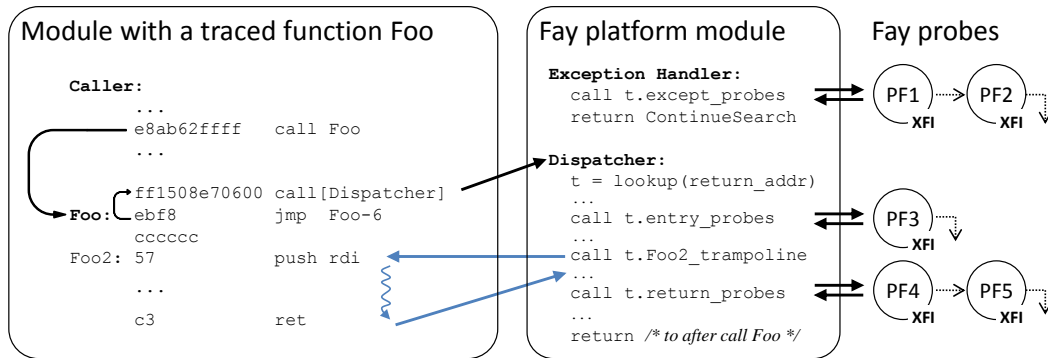 Module with a traced function Foo
Caller:
...
e8ab62ffff call Foo
...
ff1508e70600 call[Dispatcher]
Foo: ebf8 jmp Foo-6
cccccc
Foo2: 57 push rdi
...
c3 ret
Fay platform module
Exception Handler:
call t.except_probes
return ContinueSearch
Dispatcher:
t = lookup(return_addr)
...
call t.entry_probes
...
call t.Foo2_trampoline
...
call t.return_probes
...
return /* to after call Foo */
Fay probes
PF1 PF2
XFI XFI
PF3
XFI
PF4 PF5
XFI XFI